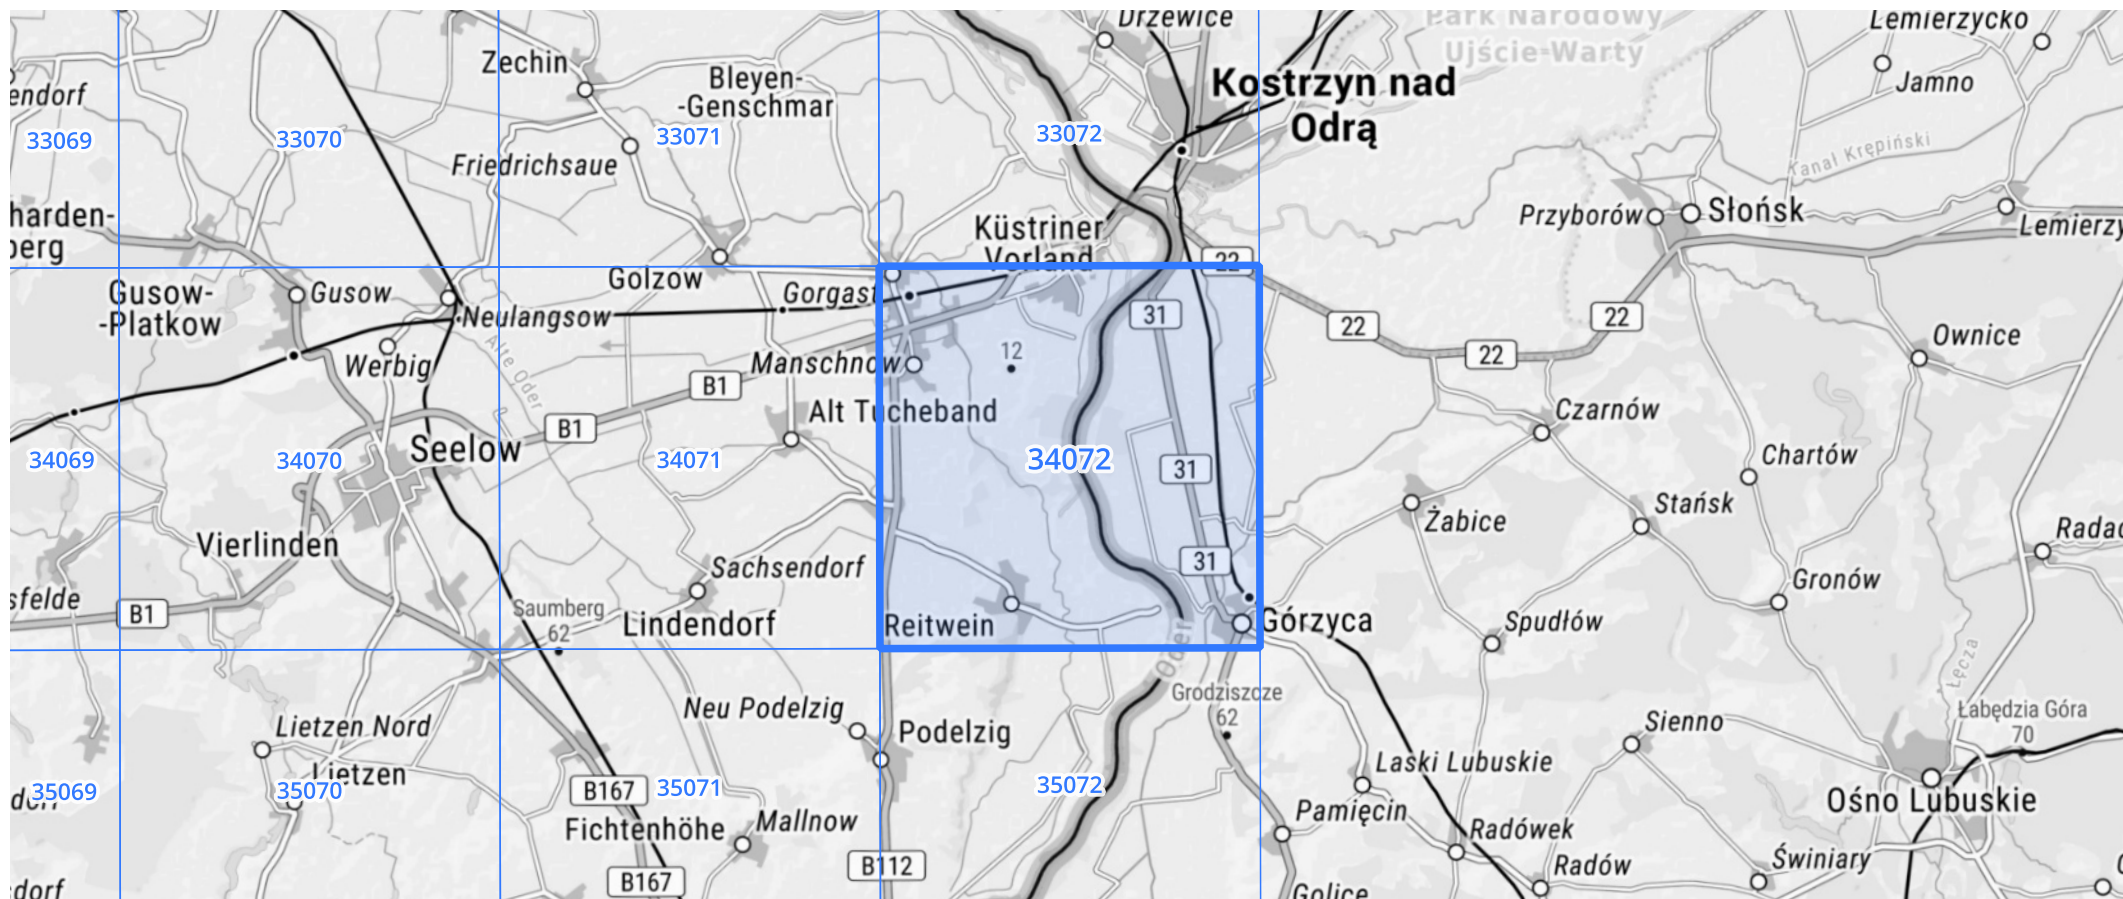 Drzewice
Park Narodowy
Ujście Warty
Lemierzycko
Zechin
Bleyen-
-Genschmar
Kostrzyn nad
Odrą
Jamno
endorf
33069
33070
33071
33072
Friedrichsaue
Kanał Krępiński
harden-
berg
Küstriner
Vorland
Przyborów
Słońsk
Lemierzy
22
Gusow-
-Platkow
Gusow
Golzow
Gorgast
Neulangsow
31
22
22
22
Ownice
Werbig
Alte Oder
Manschnow
12
B1
Alt Tucheband
Czarnów
B1
Seelow
34069
34070
34071
34072
31
Chartów
Żabice
Stańsk
Vierlinden
Radac
Sachsendorf
31
Gronów
sfelde
B1
Saumberg
62
Lindendorf
Reitwein
Górzyca
Spudłów
Oder
Łęcza
Grodziszcze
62
Neu Podelzig
Podelzig
Lietzen Nord
Sienno
Łabędzia Góra
70
Lietzen
Laski Lubuskie
35069
35070
35071
35072
dorf
B167
Fichtenhöhe
Mallnow
Pamięcin
Ośno Lubuskie
Radówek
B112
B167
Radów
Świniary
sdorf
Golice